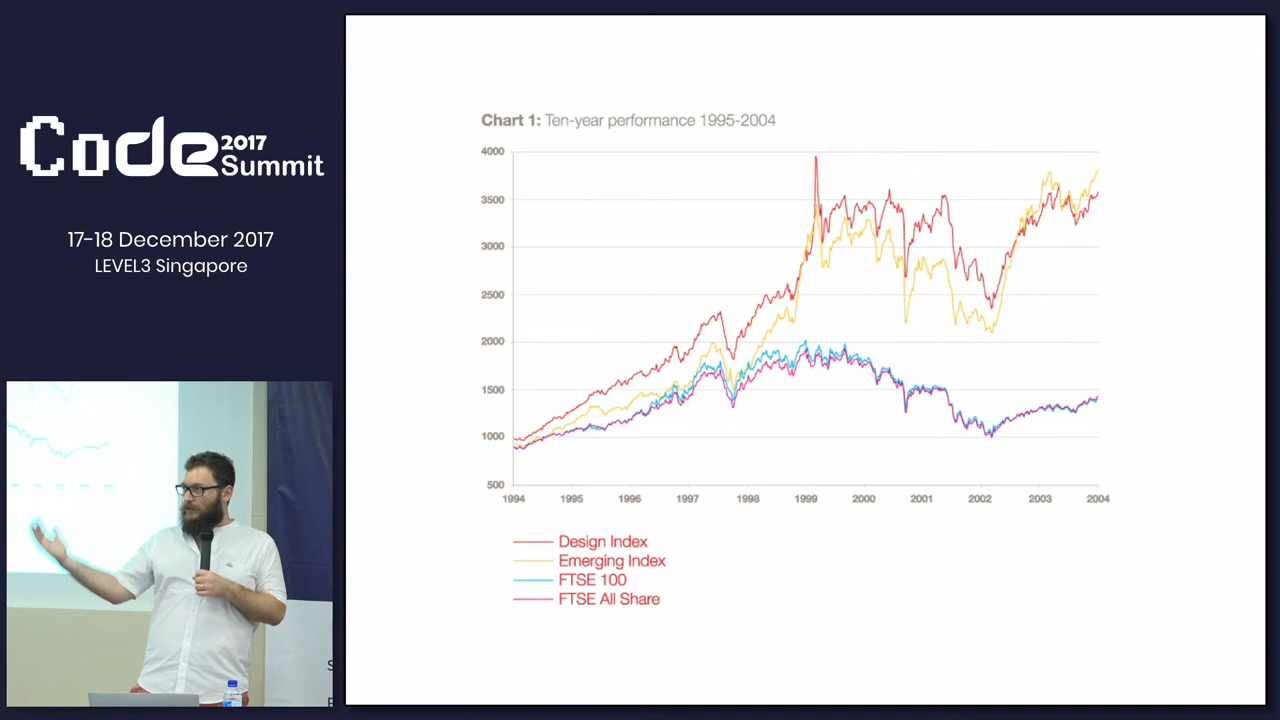 Code 2017 Summit
17-18 December 2017
LEVEL3 Singapore
Chart 1: Ten-year performance 1995-2004
4000
3500
3000
2500
2000
1500
1000
500
1994 1995 1996 1997 1998 1999 2000 2001 2002 2003 2004
Design Index
Emerging Index
FTSE 100
FTSE All Share